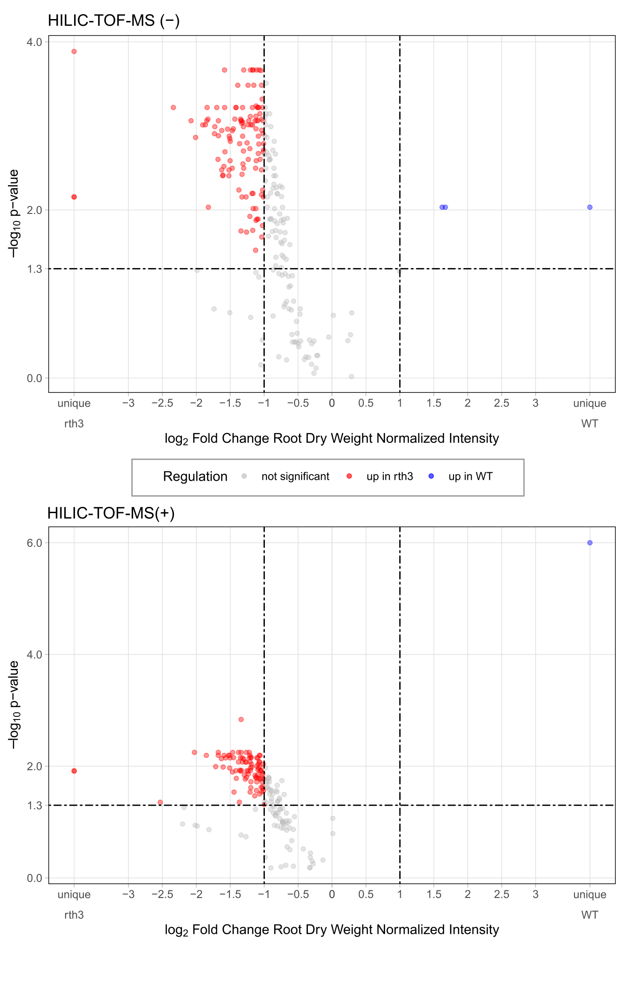 HILIC-TOF-MS (−)
4.0
2.0
1.3
0.0
−log10 p−value
unique −3 −2.5 −2 −1.5 −1 −0.5 0 0.5 1 1.5 2 2.5 3 unique
rth3 WT
log2 Fold Change Root Dry Weight Normalized Intensity
Regulation not significant up in rth3 up in WT
HILIC-TOF-MS(+)
6.0
4.0
2.0
1.3
0.0
−log10 p−value
unique −3 −2.5 −2 −1.5 −1 −0.5 0 0.5 1 1.5 2 2.5 3 unique
rth3 WT
log2 Fold Change Root Dry Weight Normalized Intensity